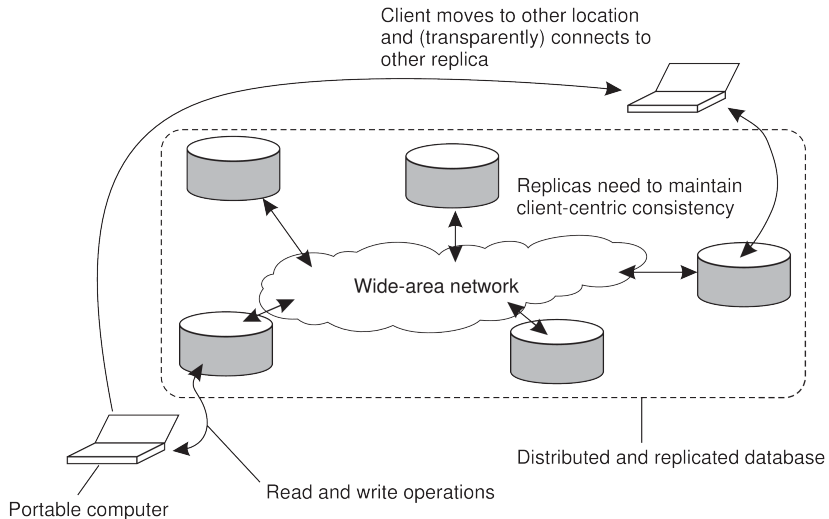 Client moves to other location
and (transparently) connects to
other replica
Replicas need to maintain
client-centric consistency
Wide-area network
Distributed and replicated database
Read and write operations
Portable computer